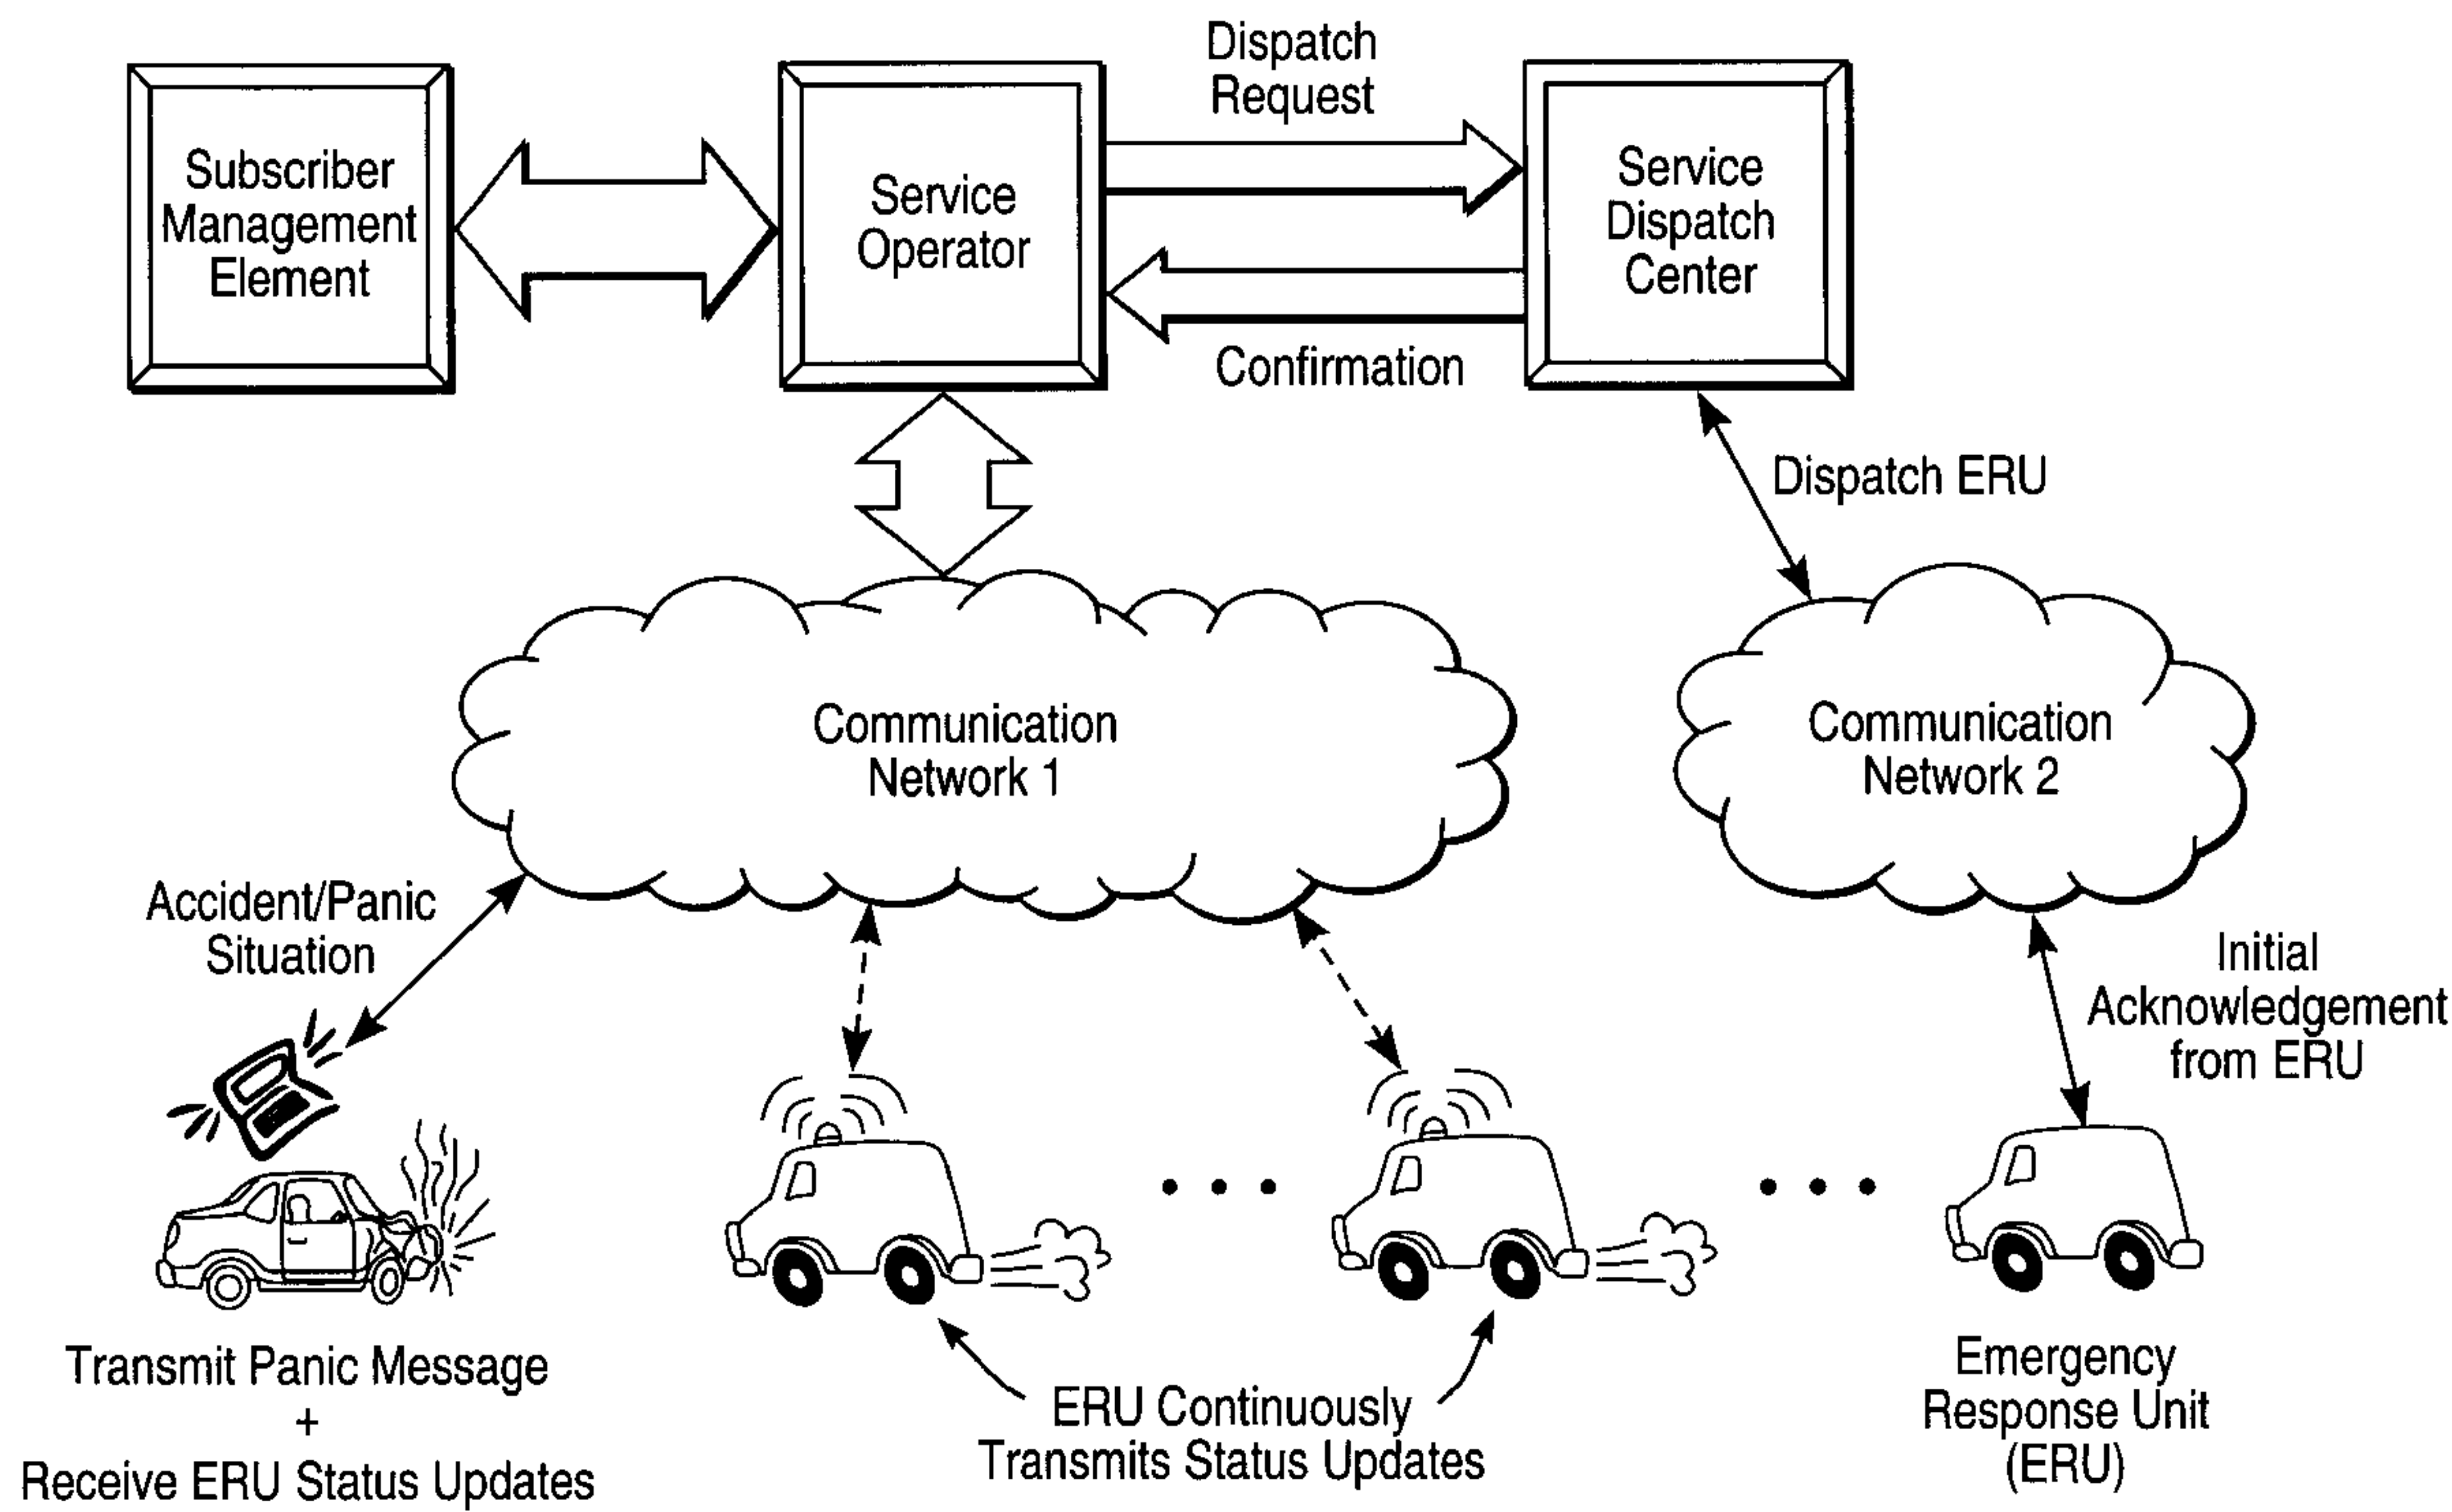 Dispatch
Request
Subscriber
Management
Element
Service
Operator
Service
Dispatch
Center
Confirmation
Dispatch ERU
Communication
Network 1
Communication
Network 2
Accident/Panic
Situation
Initial
Acknowledgement
from ERU
Transmit Panic Message
+
Receive ERU Status Updates
ERU Continuously
Transmits Status Updates
Emergency
Response Unit
(ERU)